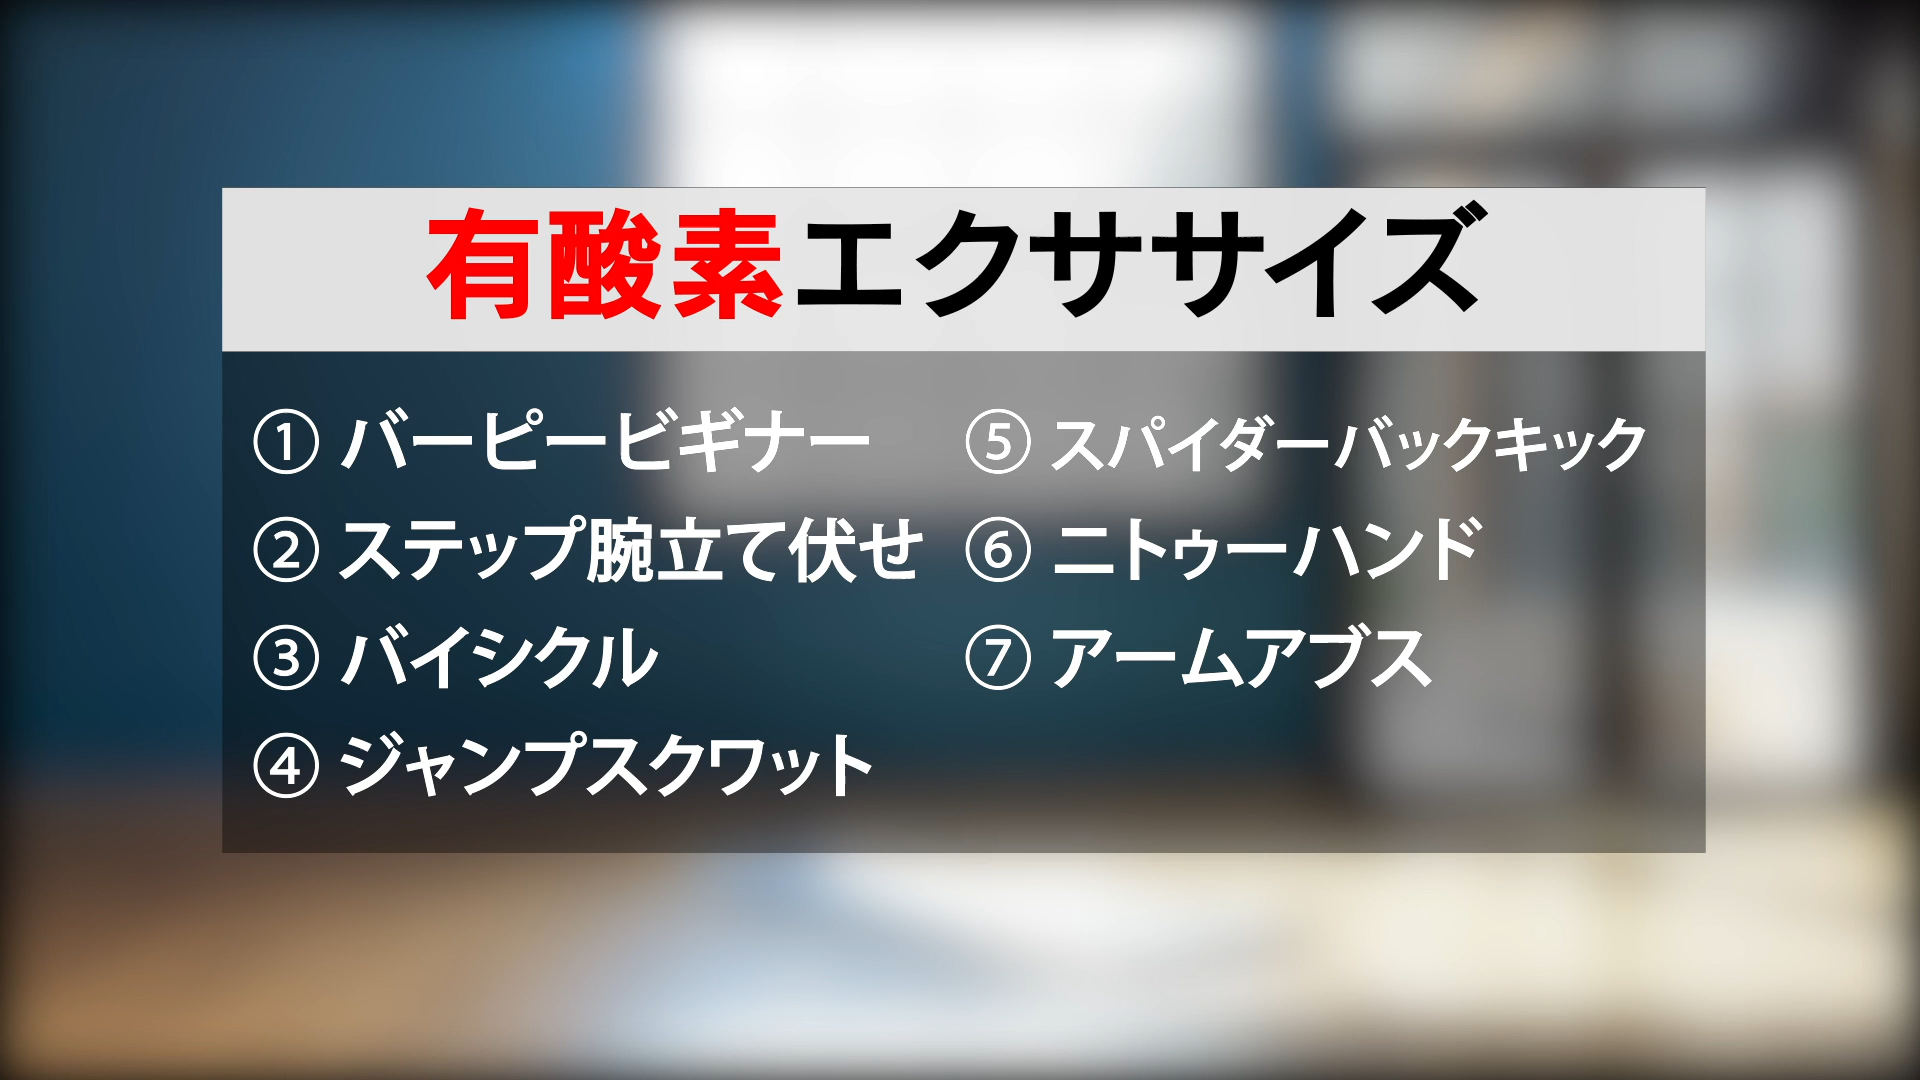 有酸素エクササイズ
① バーピービギナー
② ステップ腕立て伏せ
③ バイシクル
④ ジャンプスクワット
⑤ スパイダーバックキック
⑥ ニトゥーハンド
⑦ アームアブス